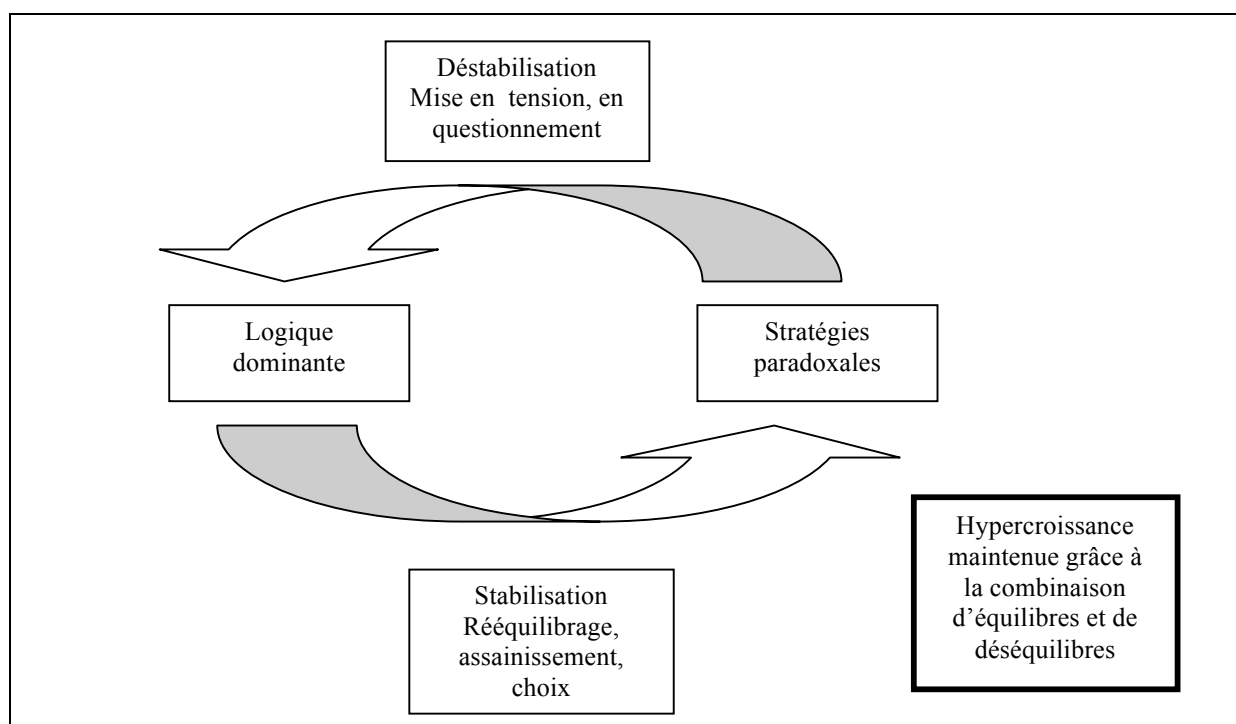 Déstabilisation
Mise en  tension, en
questionnement
Logique
dominante
Stratégies
paradoxales
Stabilisation
Rééquilibrage,
assainissement,
choix
Hypercroissance
maintenue grâce à
la combinaison
d’équilibres et de
déséquilibres